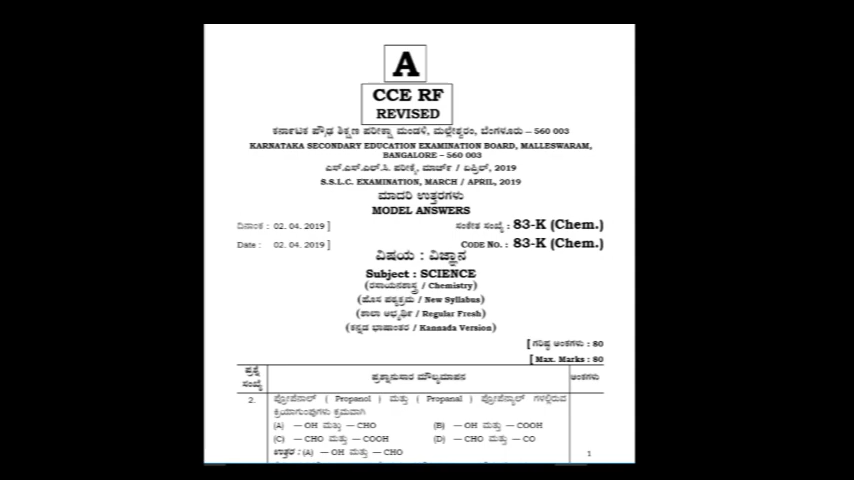 A
CCE RF
REVISED
ಕರ್ನಾಟಕ ಪ್ರೌಢ ಶಿಕ್ಷಣ ಪರೀಕ್ಷಾ ಮಂಡಳಿ, ಮಲ್ಲೇಶ್ವರಂ, ಬೆಂಗಳೂರು – 560 003
KARNATAKA SECONDARY EDUCATION EXAMINATION BOARD, MALLESWARAM,
BANGALORE – 560 003
ಎಸ್.ಎಸ್.ಎಲ್.ಸಿ. ಪರೀಕ್ಷೆ, ಮಾರ್ಚ್ / ಏಪ್ರಿಲ್, 2019
S.S.L.C. EXAMINATION, MARCH / APRIL, 2019
ಮಾದರಿ ಉತ್ತರಗಳು
MODEL ANSWERS
ದಿನಾಂಕ : 02. 04. 2019 ] ಸಂಕೇತ ಸಂಖ್ಯೆ : 83-K (Chem.)
Date : 02. 04. 2019 ] CODE NO. : 83-K (Chem.)
ವಿಷಯ : ವಿಜ್ಞಾನ
Subject : SCIENCE
(ರಸಾಯನಶಾಸ್ತ್ರ / Chemistry)
(ಹೊಸ ಪಠ್ಯಕ್ರಮ / New Syllabus)
(ಶಾಲಾ ಅಭ್ಯರ್ಥಿ / Regular Fresh)
(ಕನ್ನಡ ಭಾಷಾಂತರ / Kannada Version)
[ ಗರಿಷ್ಠ ಅಂಕಗಳು : 80
[ Max. Marks : 80
ಪ್ರಶ್ನೆ ಸಂಖ್ಯೆ ಪ್ರಶ್ನಾನುಸಾರ ಮೌಲ್ಯಮಾಪನ ಅಂಕಗಳು
2. ಪ್ರೋಪೆನಾಲ್ ( Propanol ) ಮತ್ತು ( Propanal ) ಪ್ರೋಪೆನ್ಯಾಲ್ ಗಳಲ್ಲಿರುವ
ಕ್ರಿಯಾಗುಂಪುಗಳು ಕ್ರಮವಾಗಿ
(A) — OH ಮತ್ತು — CHO (B) — OH ಮತ್ತು — COOH
(C) — CHO ಮತ್ತು — COOH (D) — CHO ಮತ್ತು — CO
ಉತ್ತರ : (A) — OH ಮತ್ತು — CHO 1